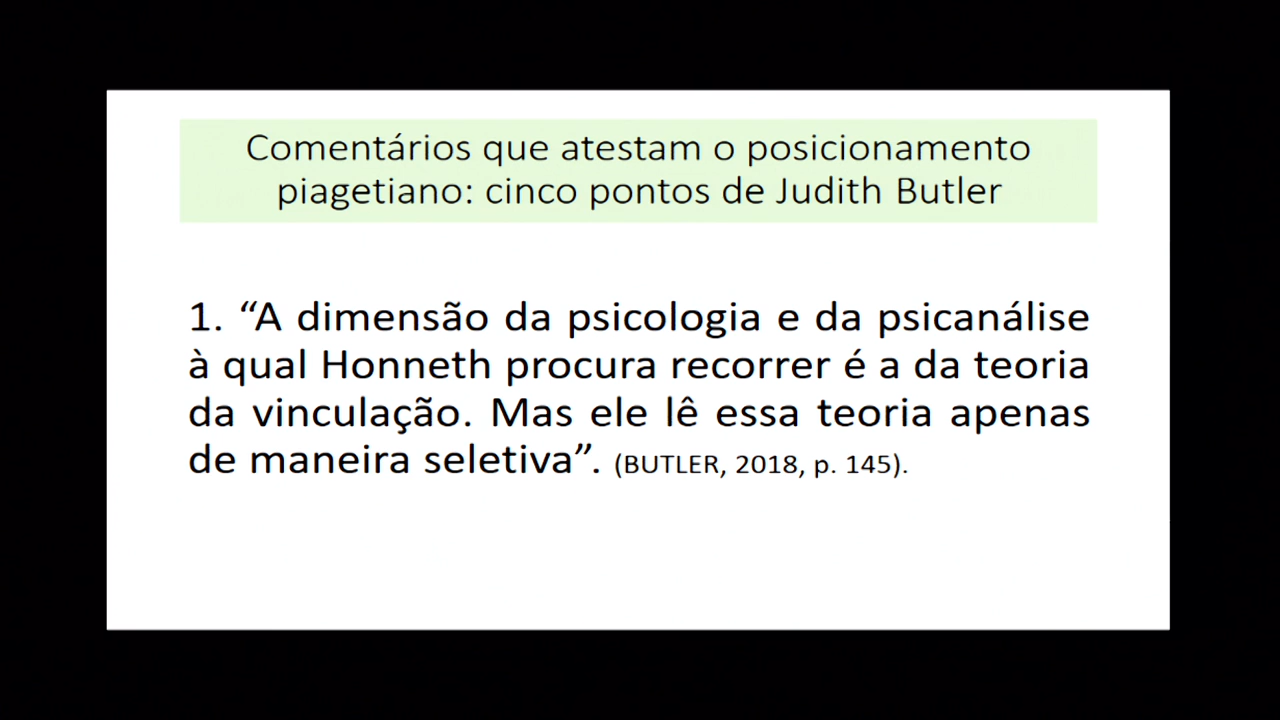 Comentários que atestam o posicionamento
piagetiano: cinco pontos de Judith Butler
1. “A dimensão da psicologia e da psicanálise
à qual Honneth procura recorrer é a da teoria
da vinculação. Mas ele lê essa teoria apenas
de maneira seletiva”. (BUTLER, 2018, p. 145).